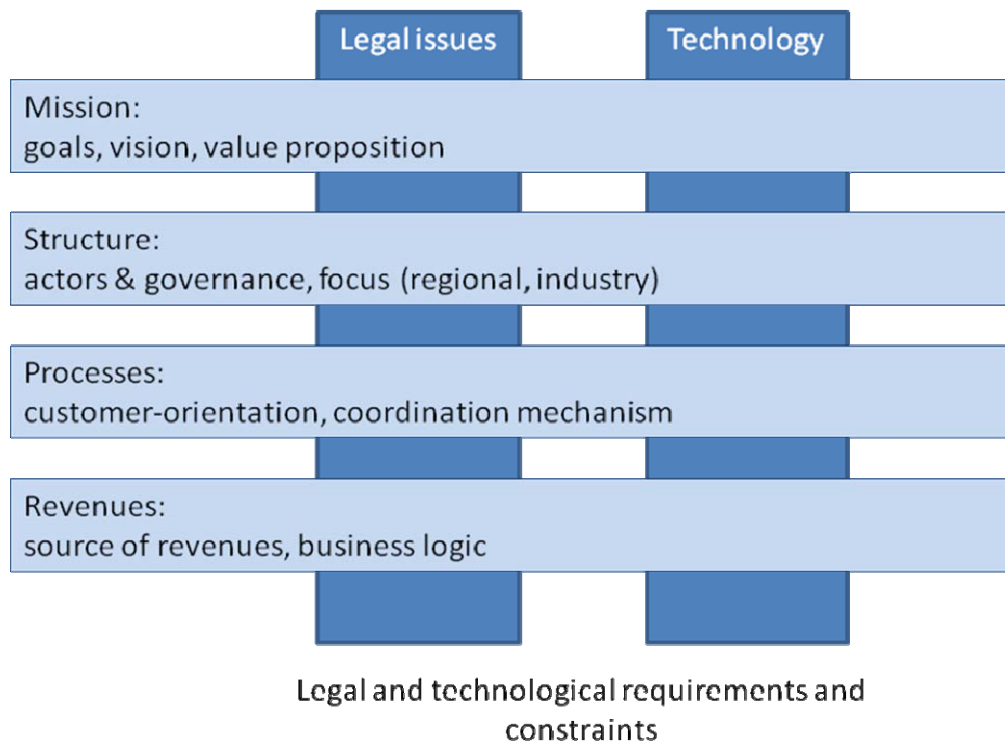 Legal issues
Technology
Mission:
goals, vision, value proposition
Structure:
actors & governance, focus (regional, industry)
Processes:
customer-orientation, coordination mechanism
Revenues:
source of revenues, business logic
Legal and technological requirements and
constraints